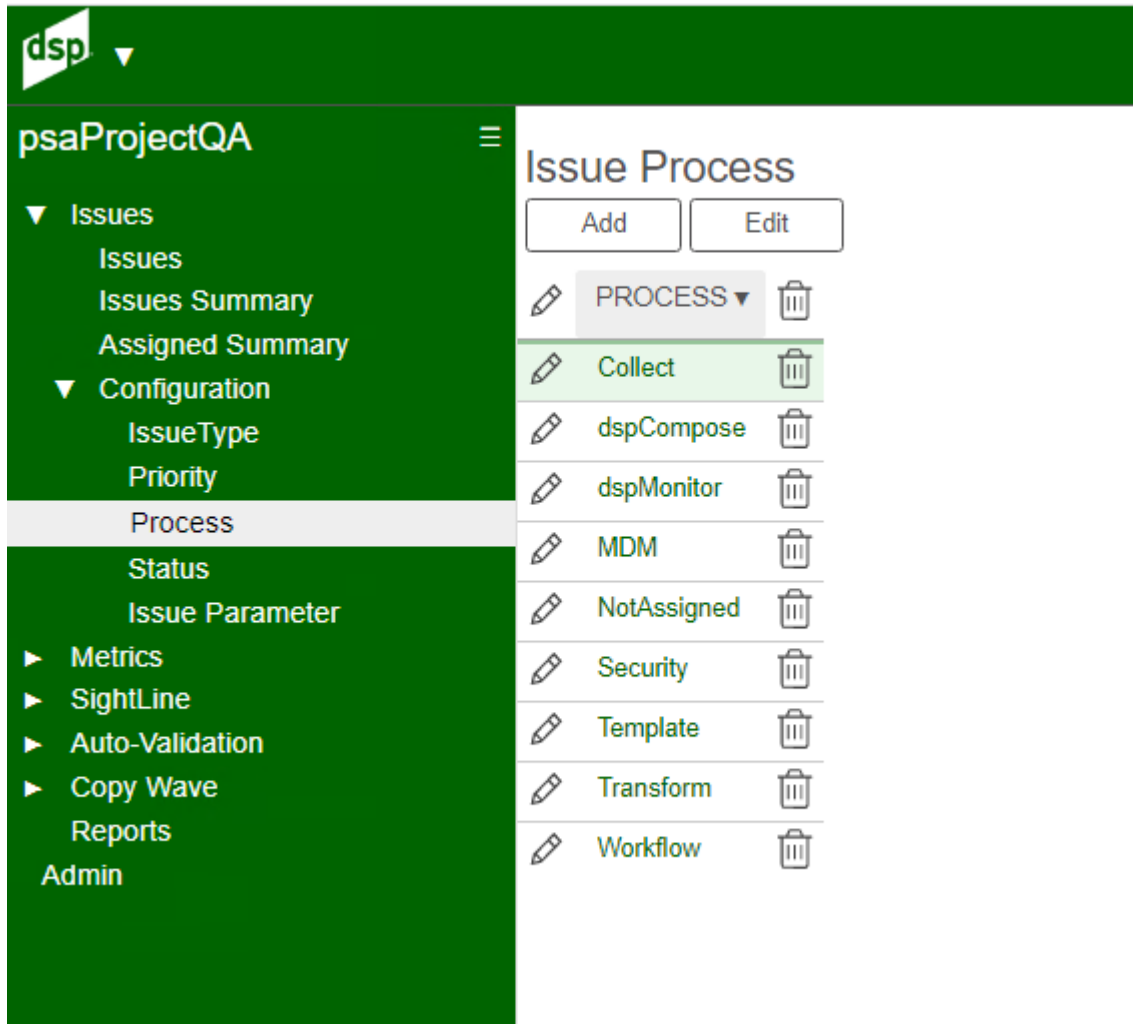 dsp
psaProjectQA
Issues
Issues
Issues Summary
Assigned Summary
Configuration
IssueType
Priority
Process
Status
Issue Parameter
Metrics
SightLine
Auto-Validation
Copy Wave
Reports
Admin
Issue Process
Add Edit
PROCESS
Collect
dspCompose
dspMonitor
MDM
NotAssigned
Security
Template
Transform
Workflow